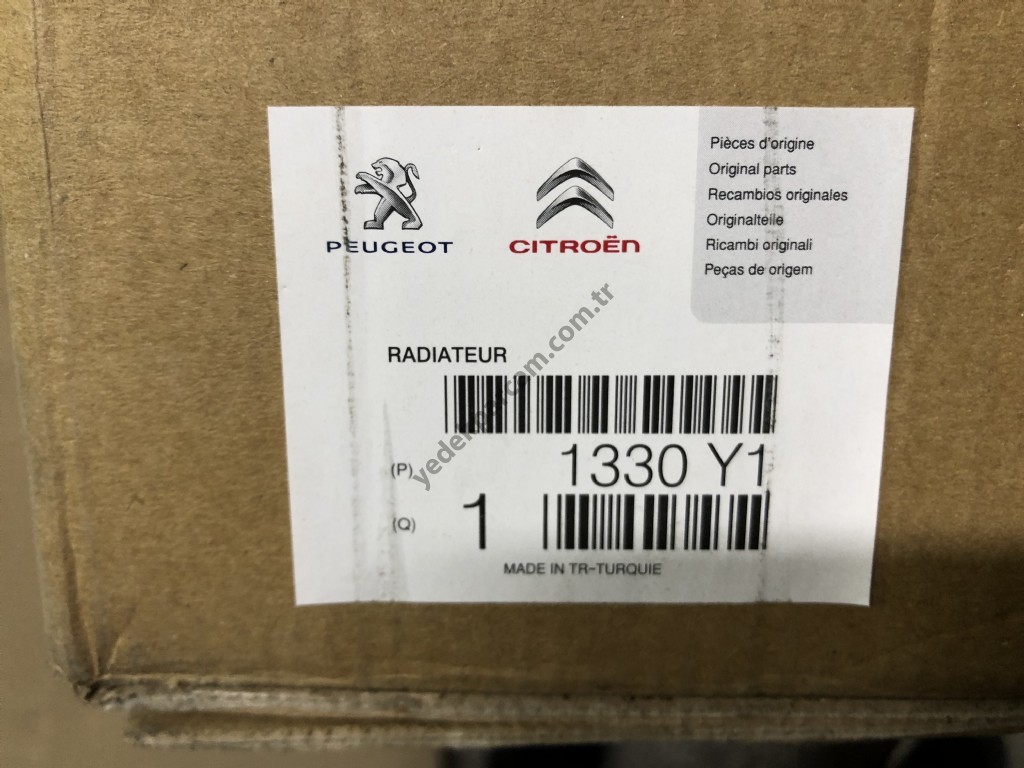 PEUGEOT
CITROËN
Pièces d'origine
Original parts
Recambios originales
Originalteile
Ricambi originali
Peças de origem
RADIATEUR
(P) 1330 Y1
(Q) 1
MADE IN TR-TURQUIE